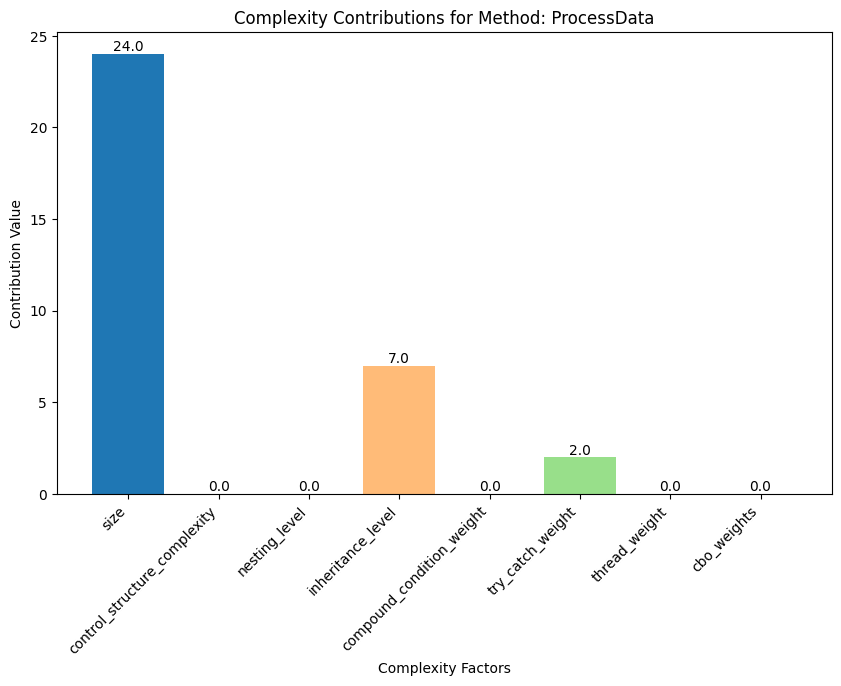 Complexity Contributions for Method: ProcessData
Contribution Value
25
20
15
10
5
0
24.0
0.0
0.0
7.0
0.0
2.0
0.0
0.0
size
control_structure_complexity
nesting_level
inheritance_level
compound_condition_weight
try_catch_weight
thread_weight
cbo_weights
Complexity Factors